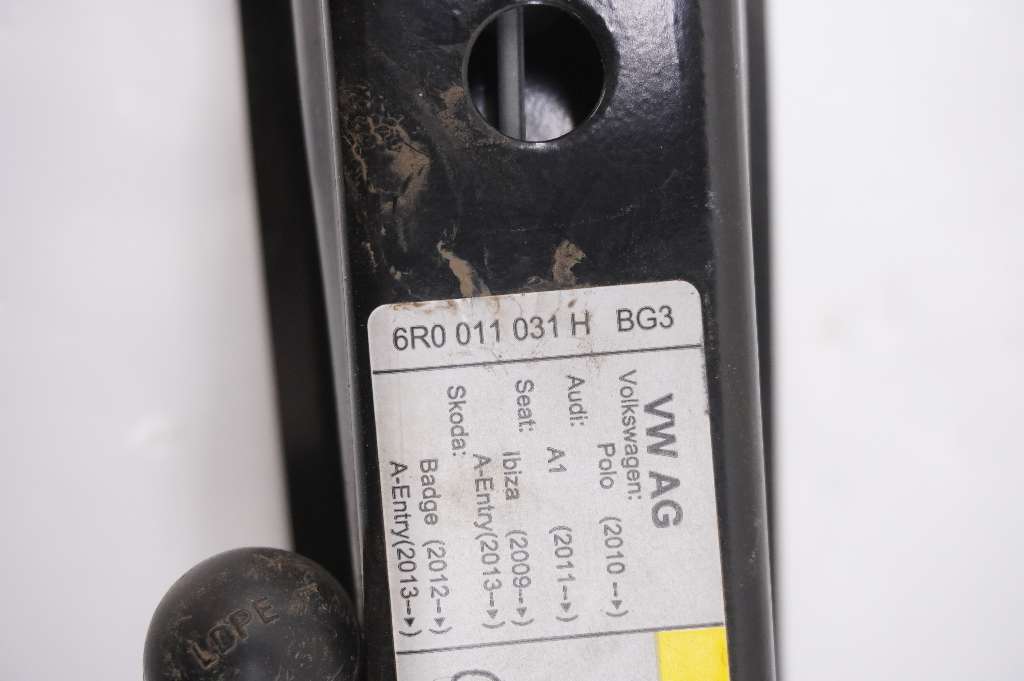 6R0 011 031 H BG3
VW AG
Volkswagen:
Polo (2010-->)
Audi:
A1 (2011-->)
Seat:
Ibiza (2009-->)
A-Entry(2013-->)
Skoda:
Badge (2012-->)
A-Entry(2013-->)
LDPE